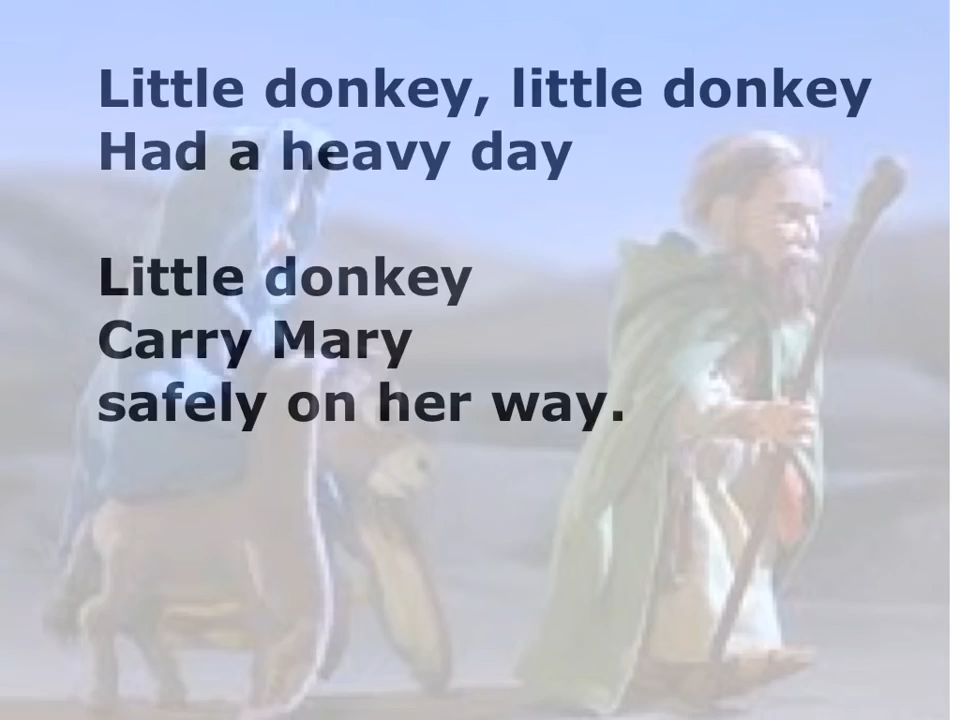 Little donkey, little donkey
Had a heavy day
Little donkey
Carry Mary
safely on her way.